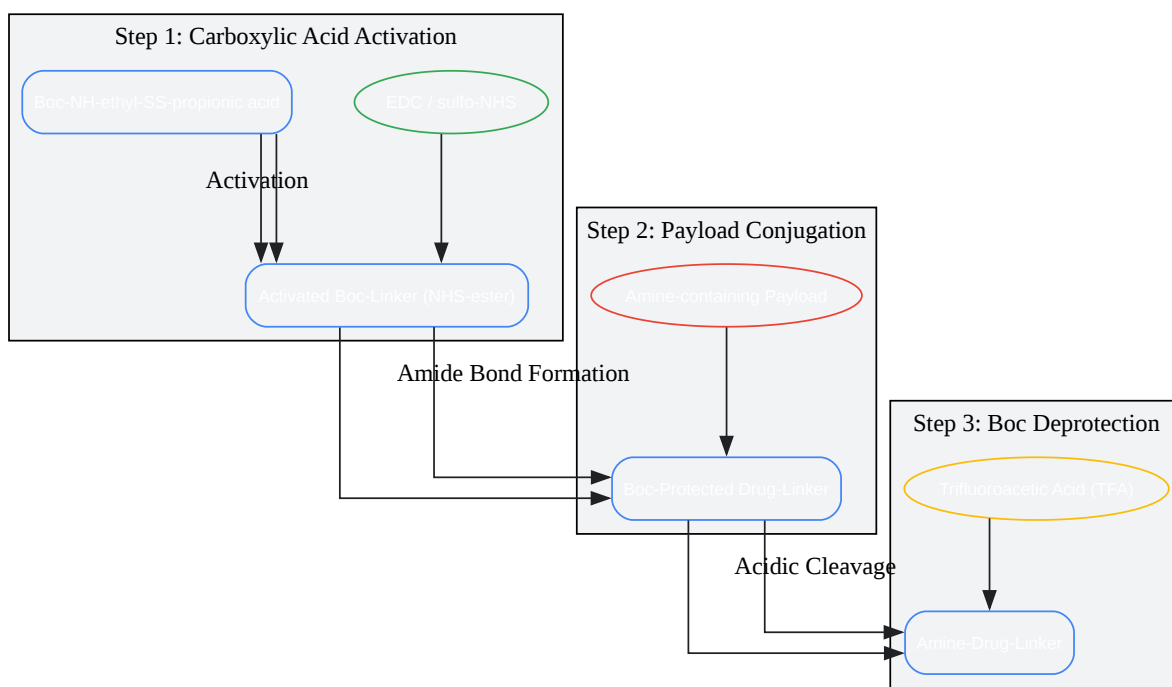 Step 1: Carboxylic Acid Activation
Boc-NH-ethyl-SS-propionic acid
EDC / sulfo-NHS
Activation
Activated Boc-Linker (NHS-ester)
Step 2: Payload Conjugation
Amine-containing Payload
Amide Bond Formation
Boc-Protected Drug-Linker
Step 3: Boc Deprotection
Trifluoroacetic Acid (TFA)
Acidic Cleavage
Amine-Drug-Linker